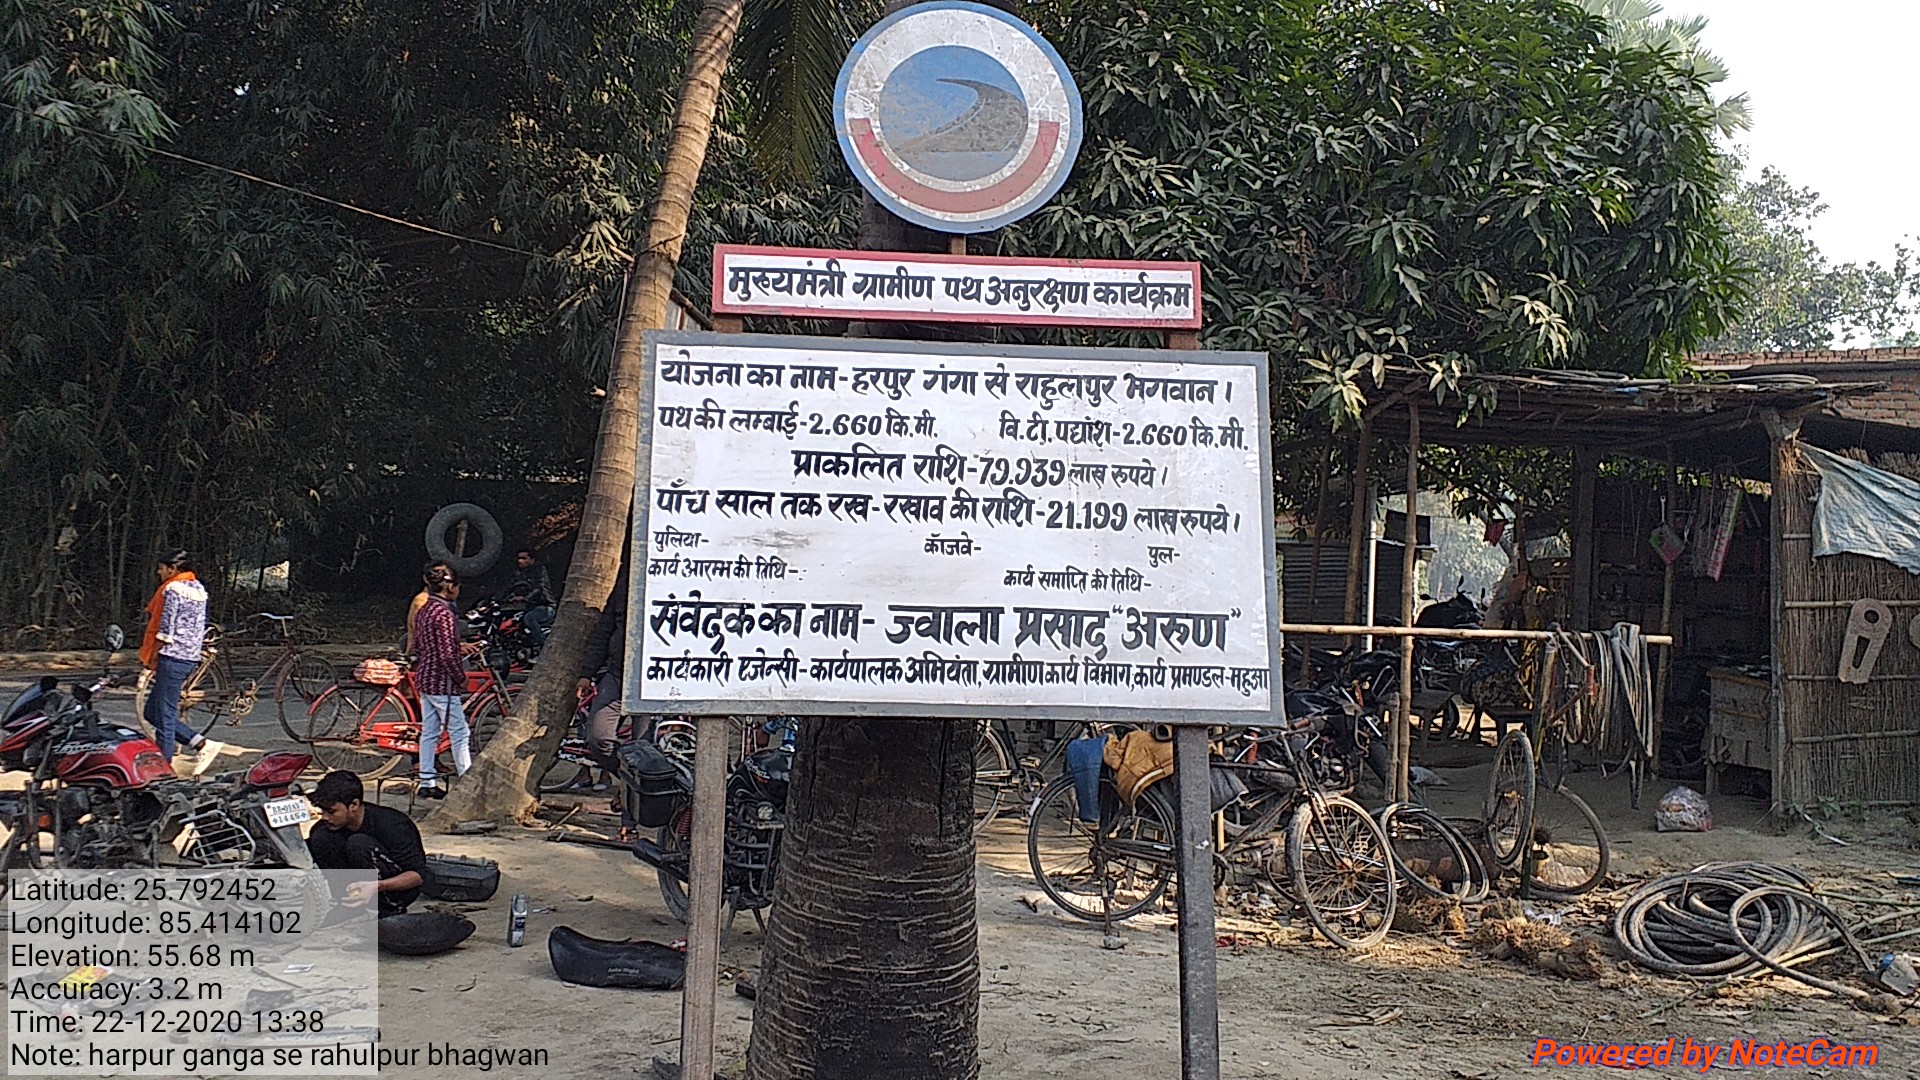 मुख्यमंत्री ग्रामीण पथ अनुरक्षण कार्यक्रम
योजना का नाम-हरपुर गंगा से राहुलपुर भगवान।
पथ की लम्बाई-2.660 कि.मी. वि.टी. पद्यांश-2.660 कि.मी.
प्राकलित राशि-79.939 लाख रुपये।
पाँच साल तक रख-रखाव की राशि-21.199 लाख रुपये।
पुलिया- कॅाजवे- पुल-
कार्य आरम्भ की तिथि-: कार्य समाप्ति की तिथि-
संवेदक का नाम- ज्वाला प्रसाद "अरुण"
कार्यकारी एजेन्सी-कार्यपालक अभियंता, ग्रामीण कार्य विभाग, कार्य प्रमण्डल-महुआ
1445
Latitude: 25.792452
Longitude: 85.414102
Elevation: 55.68 m
Accuracy: 3.2 m
Time: 22-12-2020 13:38
Note: harpur ganga se rahulpur bhagwan
Powered by NoteCam